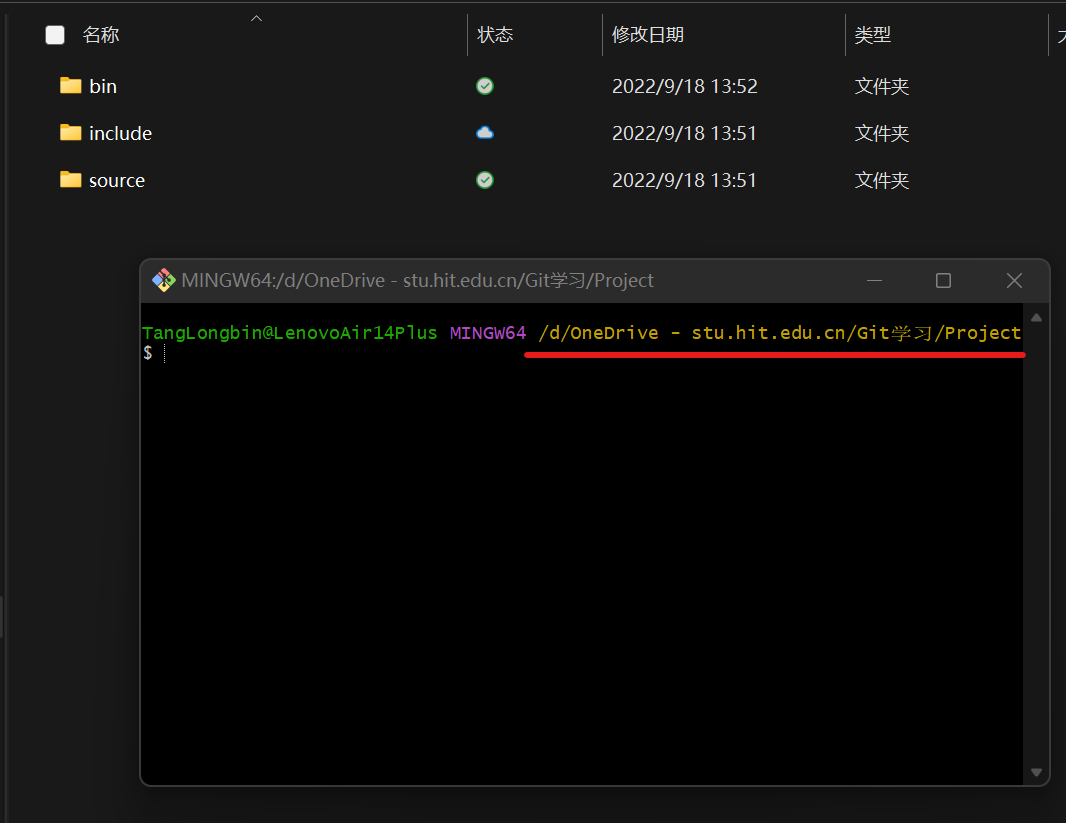 名称 状态 修改日期 类型
bin 2022/9/18 13:52 文件夹
include 2022/9/18 13:51 文件夹
source 2022/9/18 13:51 文件夹
MINGW64:/d/OneDrive - stu.hit.edu.cn/Git学习/Project
TangLongbin@LenovoAir14Plus MINGW64 /d/OneDrive - stu.hit.edu.cn/Git学习/Project
$